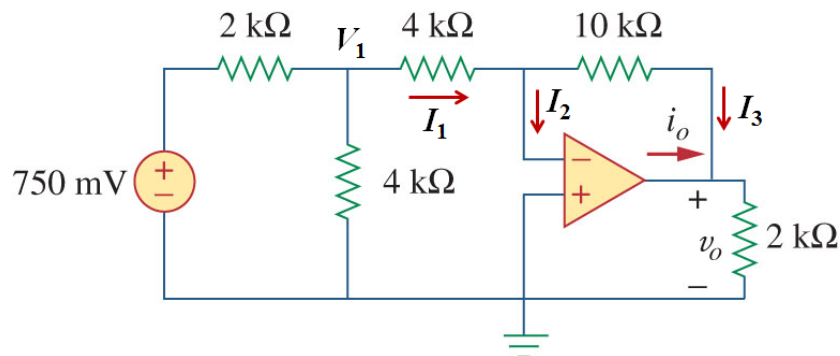 2 kΩ V₁ 4 kΩ 10 kΩ
I₁ I₂ iₒ I₃
750 mV + − 4 kΩ − +
+ vₒ − 2 kΩ